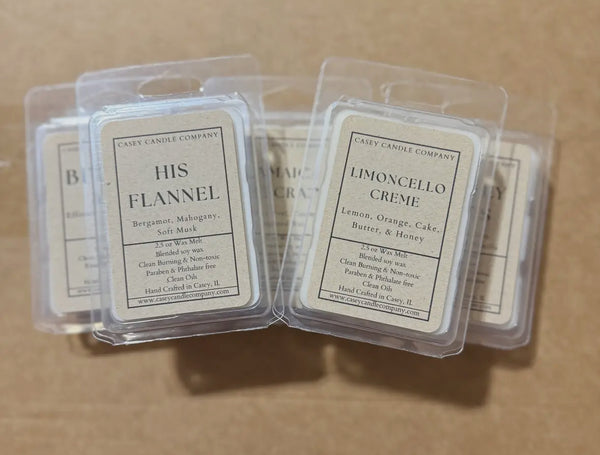 CASEY CANDLE COMPANY
HIS
FLANNEL
Bergamot, Mahogany,
Soft Musk
2.5 oz Wax Melt
Blended soy wax
Clean Burning & Non-toxic
Paraben & Phthalate free
Clean Oils
Hand Crafted in Casey, IL
www.caseycandlecompany.com
CASEY CANDLE COMPANY
LIMONCELLO
CREME
Lemon, Orange, Cake,
Butter, & Honey
2.5 oz Wax Melt
Blended soy wax
Clean Burning & Non-toxic
Paraben & Phthalate free
Clean Oils
Hand Crafted in Casey, IL
www.caseycandlecompany.com